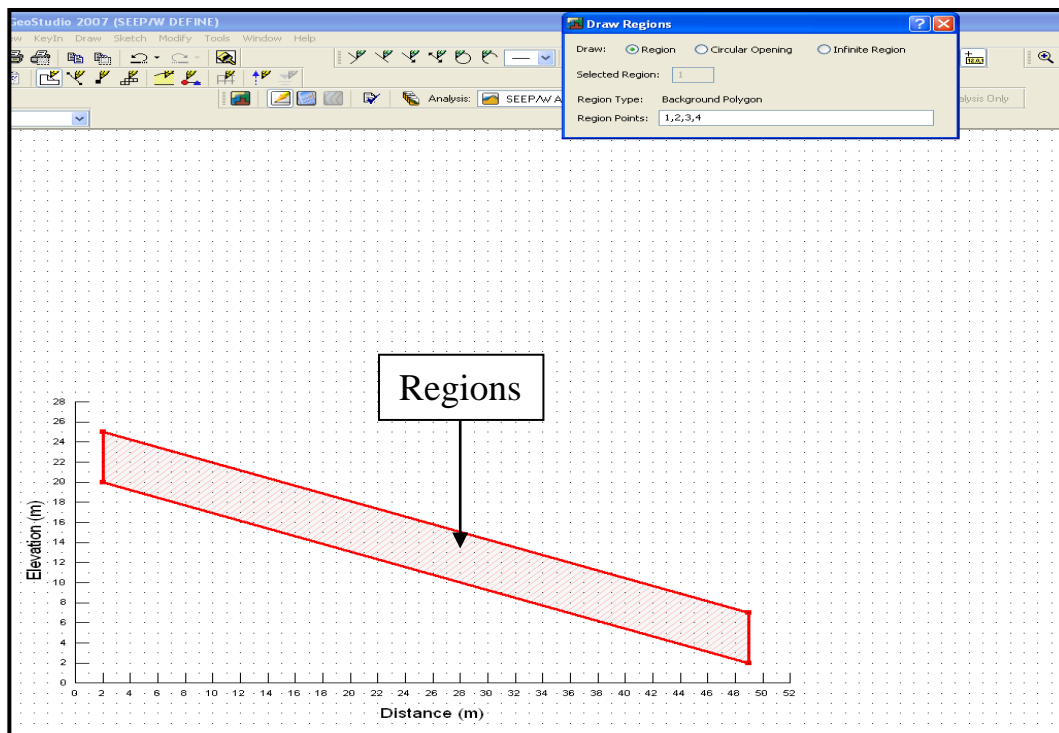 GeoStudio 2007 (SEEP/W DEFINE)
KeyIn Draw Sketch Modify Tools Window Help
Analysis: SEEP/W A
alysis Only
Draw Regions
Draw: Region Circular Opening Infinite Region
Selected Region: 1
Region Type: Background Polygon
Region Points: 1,2,3,4
Regions
28
26
24
22
20
18
16
14
12
10
8
6
4
2
0
Elevation (m)
0 2 4 6 8 10 12 14 16 18 20 22 24 26 28 30 32 34 36 38 40 42 44 46 48 50 52
Distance (m)